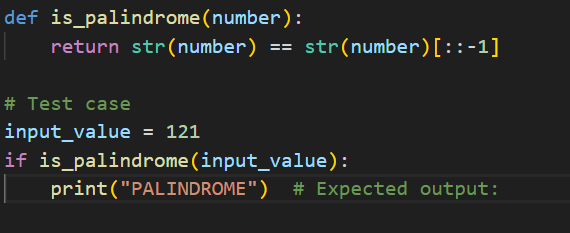 def is_palindrome(number):
    return str(number) == str(number)[::-1]

# Test case
input_value = 121
if is_palindrome(input_value):
    print("PALINDROME")  # Expected output: